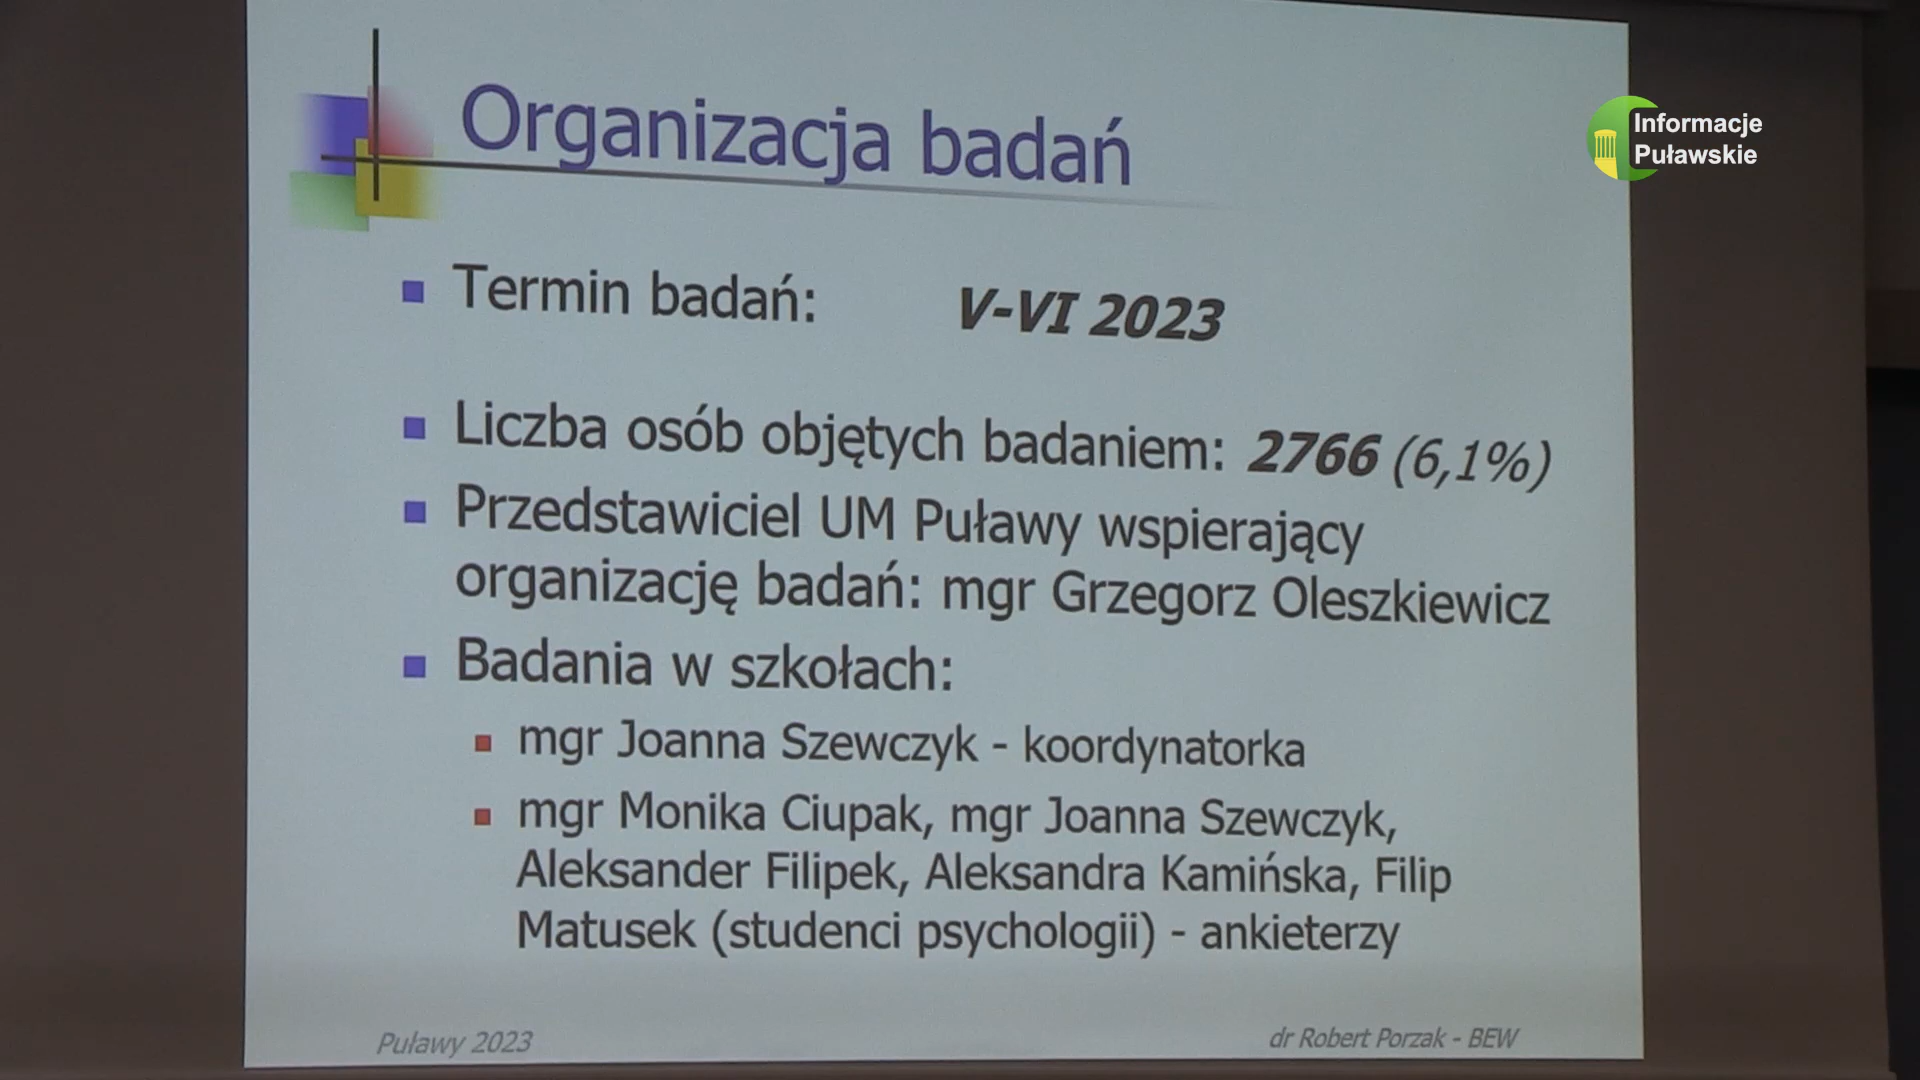 Organizacja badań
Informacje
Puławskie
Termin badań: V-VI 2023
Liczba osób objętych badaniem: 2766 (6,1%)
Przedstawiciel UM Puławy wspierający
organizację badań: mgr Grzegorz Oleszkiewicz
Badania w szkołach:
mgr Joanna Szewczyk - koordynatorka
mgr Monika Ciupak, mgr Joanna Szewczyk,
Aleksander Filipek, Aleksandra Kamińska, Filip
Matusek (studenci psychologii) - ankieterzy
Puławy 2023
dr Robert Porzak - BEW